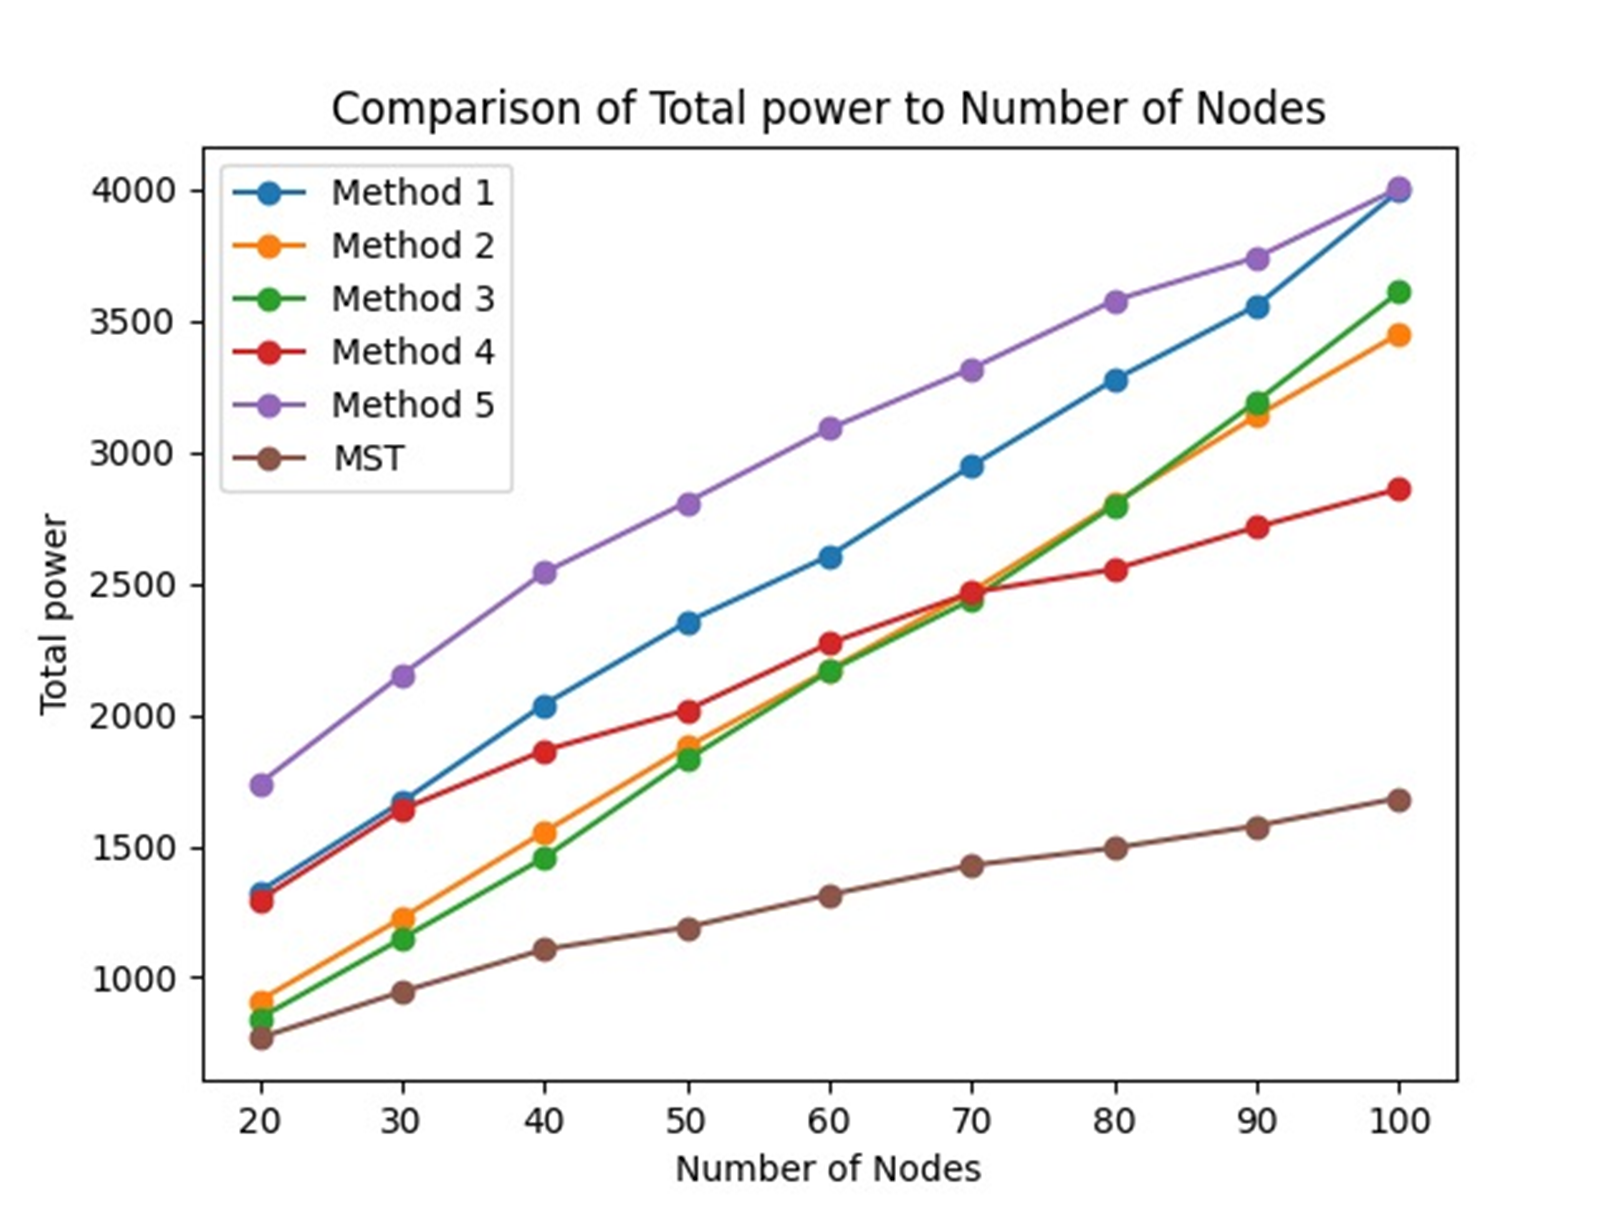 Comparison of Total power to Number of Nodes
Method 1
Method 2
Method 3
Method 4
Method 5
MST
4000
3500
3000
2500
2000
1500
1000
Total power
20 30 40 50 60 70 80 90 100
Number of Nodes